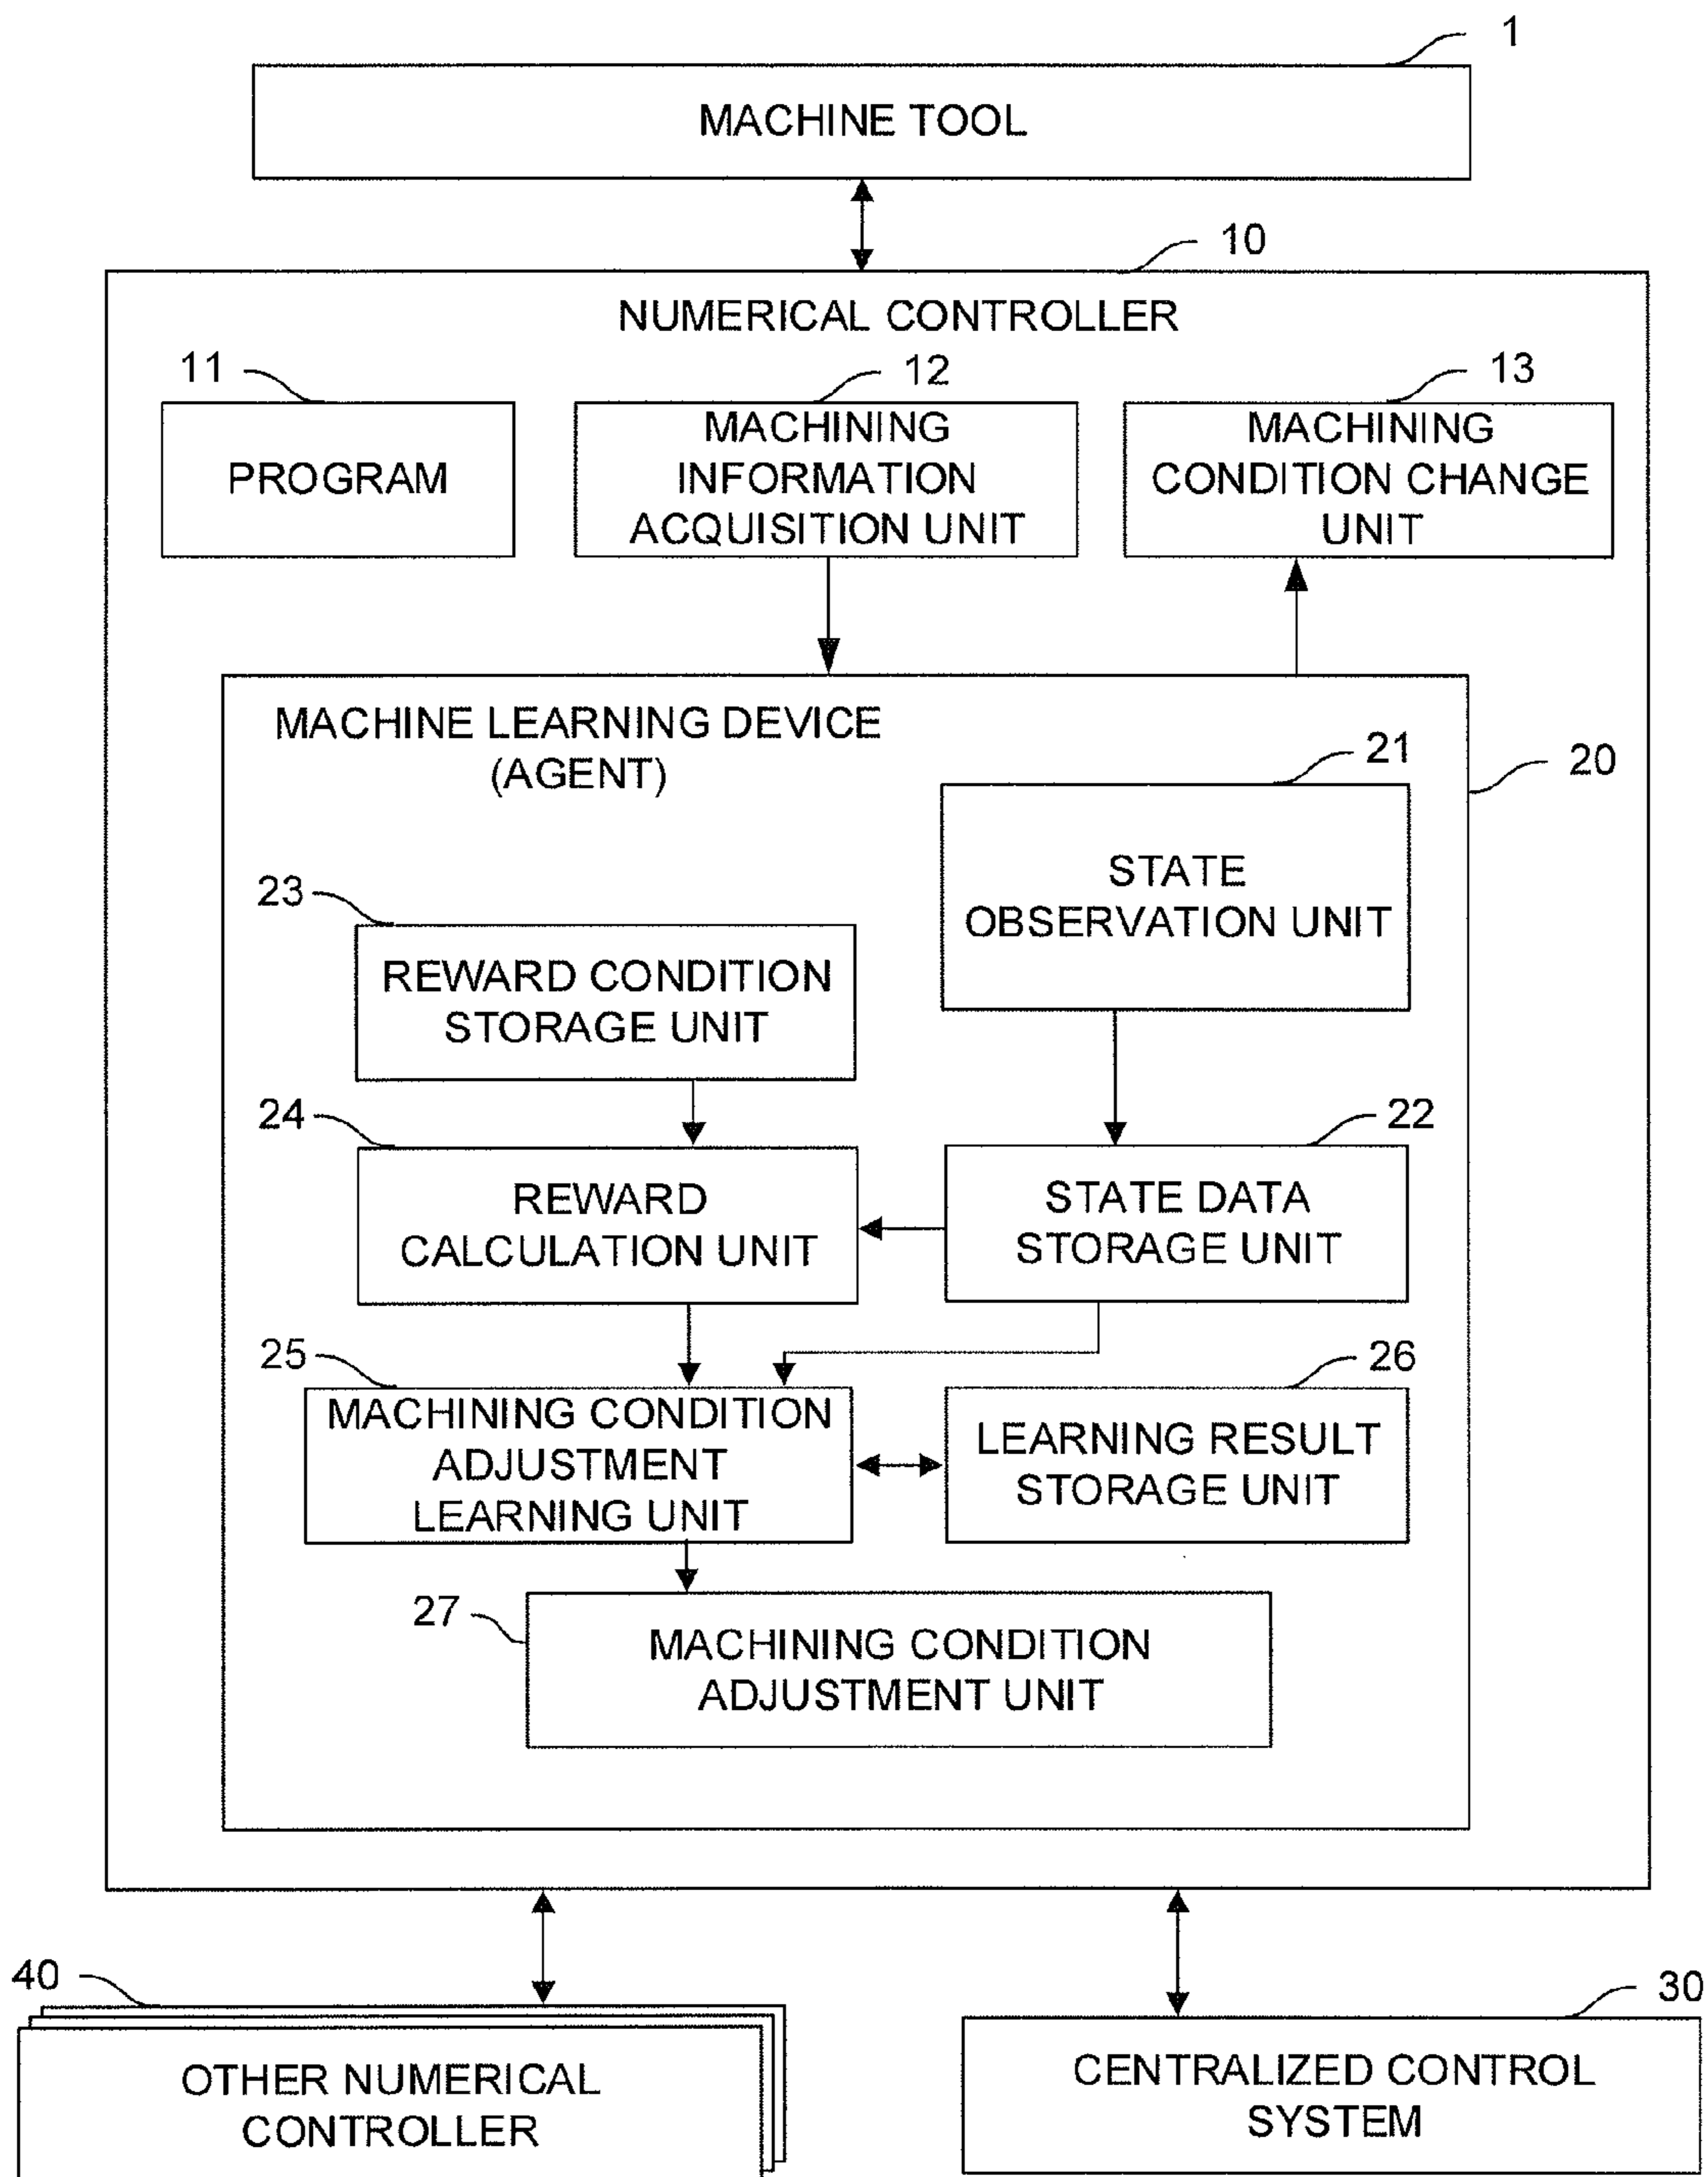 1
MACHINE TOOL
10
NUMERICAL CONTROLLER
11
12
13
PROGRAM
MACHINING
INFORMATION
ACQUISITION UNIT
MACHINING
CONDITION CHANGE
UNIT
MACHINE LEARNING DEVICE
(AGENT)
20
21
STATE
OBSERVATION UNIT
23
REWARD CONDITION
STORAGE UNIT
24
REWARD
CALCULATION UNIT
22
STATE DATA
STORAGE UNIT
25
MACHINING CONDITION
ADJUSTMENT
LEARNING UNIT
26
LEARNING RESULT
STORAGE UNIT
27
MACHINING CONDITION
ADJUSTMENT UNIT
40
OTHER NUMERICAL
CONTROLLER
30
CENTRALIZED CONTROL
SYSTEM